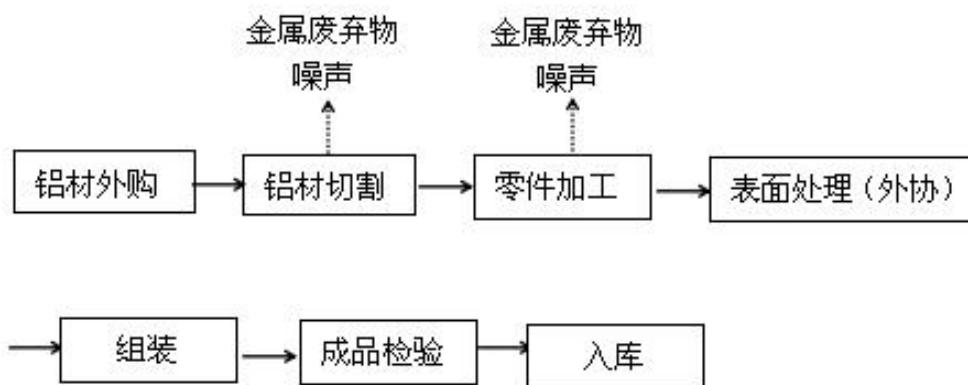 金属废弃物
噪声
金属废弃物
噪声
铝材外购
铝材切割
零件加工
表面处理（外协）
组装
成品检验
入库